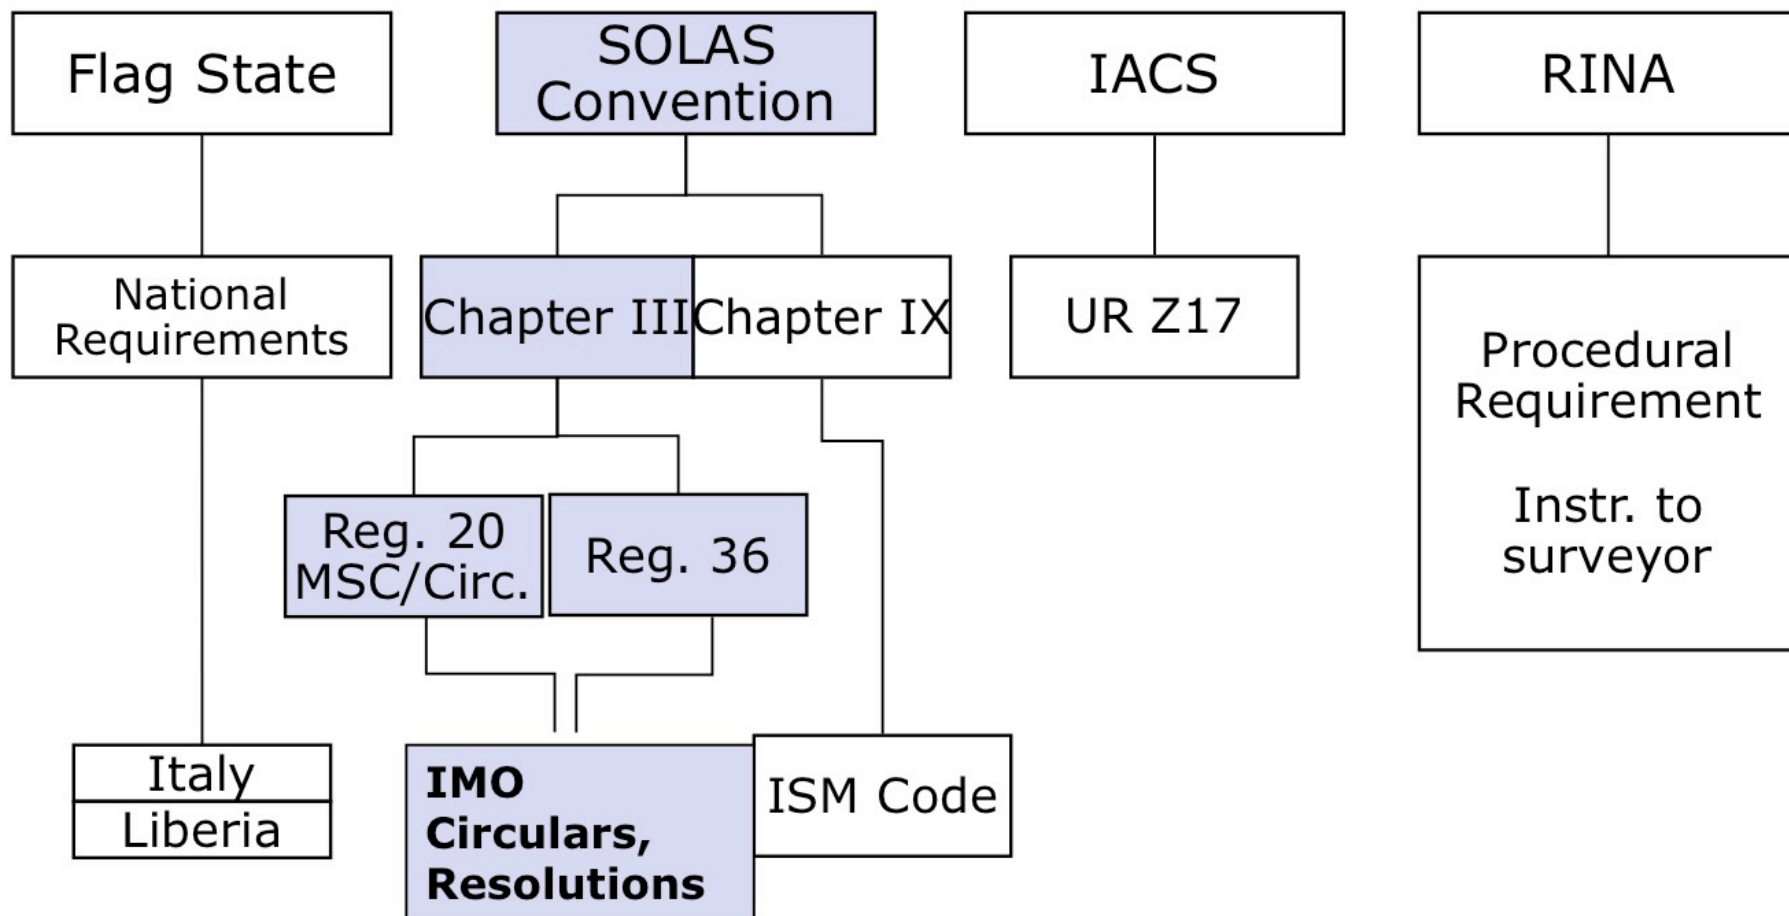 Flag State
SOLAS
Convention
IACS
RINA
National
Requirements
Chapter III
Chapter IX
UR Z17
Procedural
Requirement
Instr. to
surveyor
Reg. 20
MSC/Circ.
Reg. 36
Italy
Liberia
IMO
Circulars,
Resolutions
ISM Code